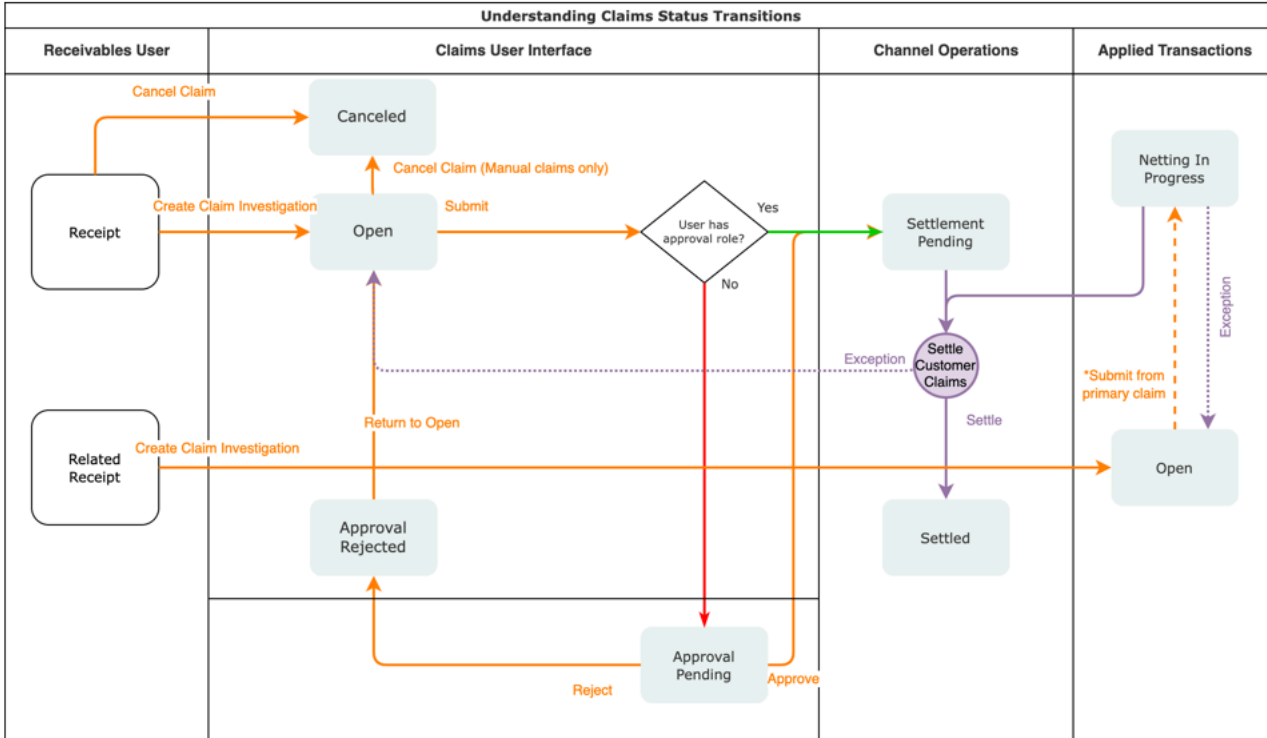 Understanding Claims Status Transitions
Receivables User
Claims User Interface
Channel Operations
Applied Transactions
Cancel Claim
Canceled
Cancel Claim (Manual claims only)
Netting In
Progress
Receipt
Create Claim Investigation
Open
Submit
User has
approval role?
Yes
No
Settlement
Pending
Exception
Settle
Customer
Claims
Exception
*Submit from
primary claim
Settle
Return to Open
Related
Receipt
Create Claim Investigation
Open
Approval
Rejected
Settled
Approval
Pending
Reject
Approve